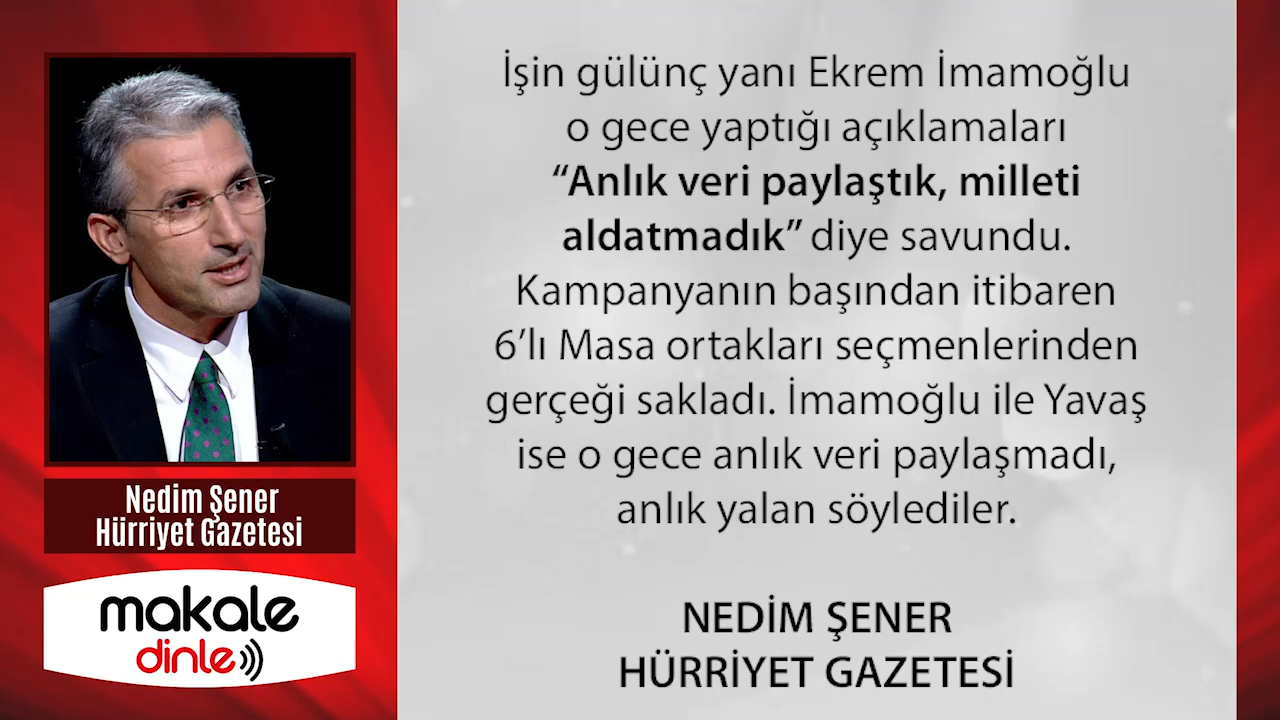 İşin gülünç yanı Ekrem İmamoğlu
o gece yaptığı açıklamaları
“Anlık veri paylaştık, milleti
aldatmadık” diye savundu.
Kampanyanın başından itibaren
6’lı Masa ortakları seçmenlerinden
gerçeği sakladı. İmamoğlu ile Yavaş
ise o gece anlık veri paylaşmadı,
anlık yalan söylediler.
NEDİM ŞENER
HÜRRİYET GAZETESİ
Nedim Şener
Hürriyet Gazetesi
makale
dinle